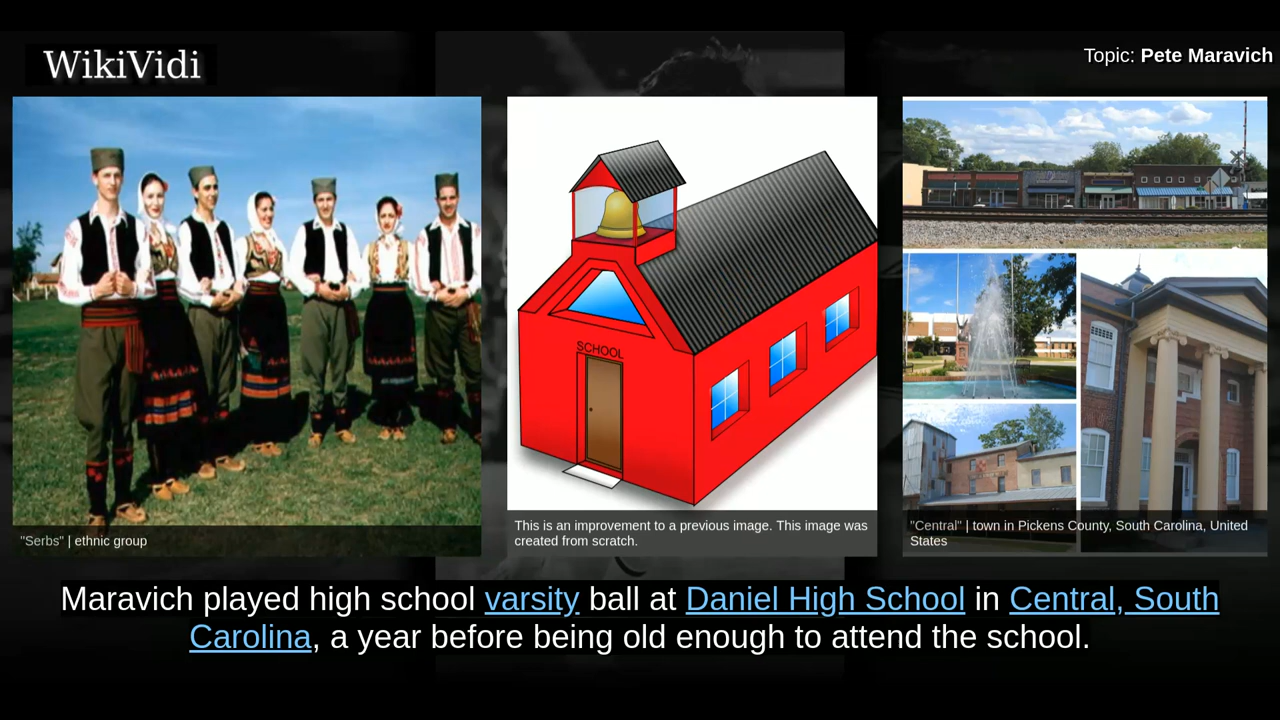 WikiVidi
Topic: Pete Maravich
SCHOOL
"Serbs" | ethnic group
This is an improvement to a previous image. This image was
created from scratch.
"Central" | town in Pickens County, South Carolina, United
States
Maravich played high school varsity ball at Daniel High School in Central, South
Carolina, a year before being old enough to attend the school.